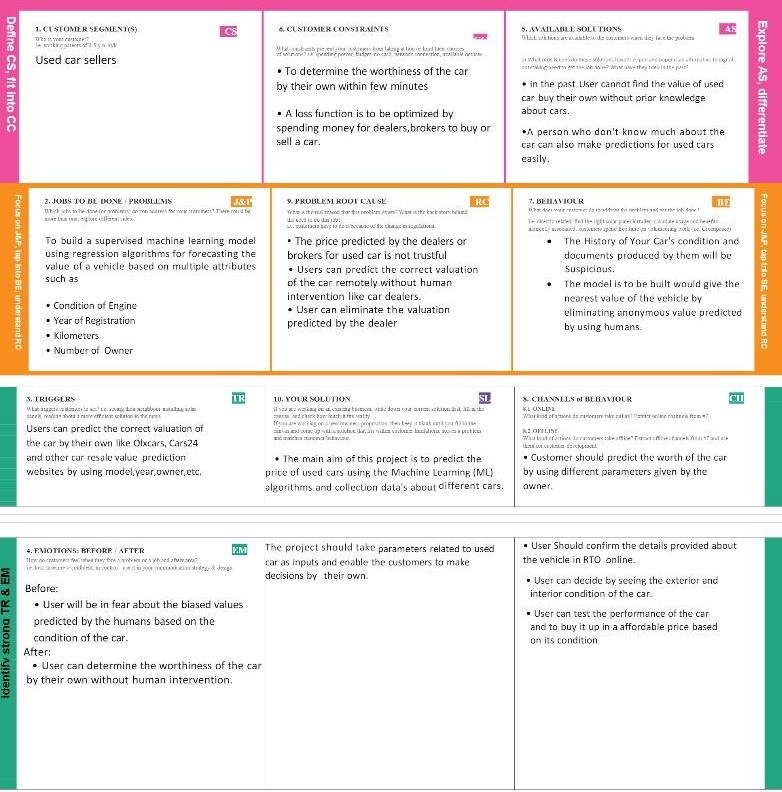 Define CS, fit into CC
1. CUSTOMER SEGMENT(S)
CS
Who is your customer?
i.e. working parents of 0-5 y.o. kids
Used car sellers
6. CUSTOMER CONSTRAINTS
What constraints prevent your customers from taking action or limit their choices
of solutions? i.e. spending power, budget, no cash, network connection, available devices.
• To determine the worthiness of the car
by their own within few minutes
• A loss function is to be optimized by
spending money for dealers,brokers to buy or
sell a car.
5. AVAILABLE SOLUTIONS
AS
Which solutions are available to the customers when they face the problem
• In the past User cannot find the value of used
car buy their own without prior knowledge
about cars.
•A person who don't know much about the
car can also make predictions for used cars
easily.
Explore AS, differentiate
Focus on J&P, tap into BE, understand RC
2. JOBS TO BE DONE / PROBLEMS
J&P
Which jobs-to-be-done (or problems) do you address for your customers? There could be
more than one; explore different sides.
To build a supervised machine learning model
using regression algorithms for forecasting the
value of a vehicle based on multiple attributes
such as
• Condition of Engine
• Year of Registration
• Kilometers
• Number of Owner
9. PROBLEM ROOT CAUSE
RC
What is the real reason that this problem exists? What is the back story behind
the need to do this job?
i.e. customers have to do it because of the change in regulations.
• The price predicted by the dealers or
brokers for used car is not trustful
• Users can predict the correct valuation
of the car remotely without human
intervention like car dealers.
• User can eliminate the valuation
predicted by the dealer
7. BEHAVIOUR
BE
What does your customer do to address the problem and get the job done?
i.e. directly related: find the right solar panel installer, calculate usage and benefits;
indirectly associated: customers spend free time on volunteering work (i.e. Greenpeace)
• The History of Your Car's condition and
documents produced by them will be
Suspicious.
• The model is to be built would give the
nearest value of the vehicle by
eliminating anonymous value predicted
by using humans.
Focus on J&P, tap into BE, understand RC
3. TRIGGERS
TR
What triggers customers to act? i.e. seeing their neighbour installing solar
panels, reading about a more efficient solution in the news.
Users can predict the correct valuation of
the car by their own like Olxcars, Cars24
and other car resale value prediction
websites by using model,year,owner,etc.
10. YOUR SOLUTION
SL
If you are working on an existing business, write down your current solution first, fill in the
canvas, and check how much it fits reality.
If you are working on a new business proposition, then keep it blank until you fill in the
canvas and come up with a solution that fits within customer limitations, solves a problem
and matches customer behaviour.
• The main aim of this project is to predict the
price of used cars using the Machine Learning (ML)
algorithms and collection data's about different cars.
8. CHANNELS of BEHAVIOUR
CH
8.1 ONLINE
What kind of actions do customers take online? Extract online channels from #7
8.2 OFFLINE
What kind of actions do customers take offline? Extract offline channels from #7 and use
them for customer development.
• Customer should predict the worth of the car
by using different parameters given by the
owner.
Identify strong TR & EM
4. EMOTIONS: BEFORE / AFTER
EM
How do customers feel when they face a problem or a job and afterwards?
i.e. lost, insecure > confident, in control - use it in your communication strategy & design.
Before:
• User will be in fear about the biased values
predicted by the humans based on the
condition of the car.
After:
• User can determine the worthiness of the car
by their own without human intervention.
The project should take parameters related to used
car as inputs and enable the customers to make
decisions by their own.
• User Should confirm the details provided about
the vehicle in RTO online.
• User can decide by seeing the exterior and
interior condition of the car.
• User can test the performance of the car
and to buy it up in a affordable price based
on its condition